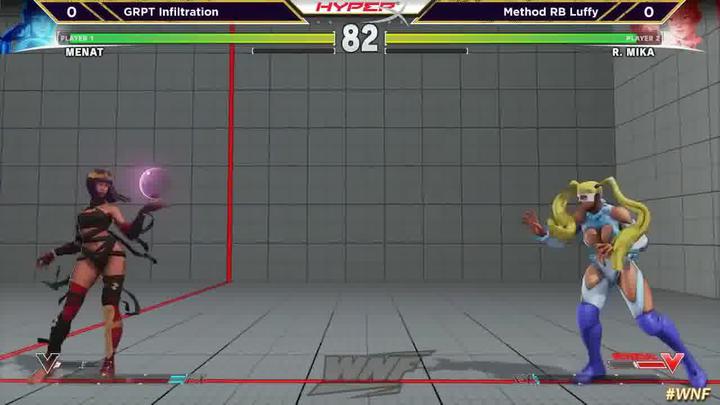 0 GRPT Infiltration HYPER Method RB Luffy 0
PLAYER 1 82 PLAYER 2
MENAT R. MIKA
WNF
#WNF